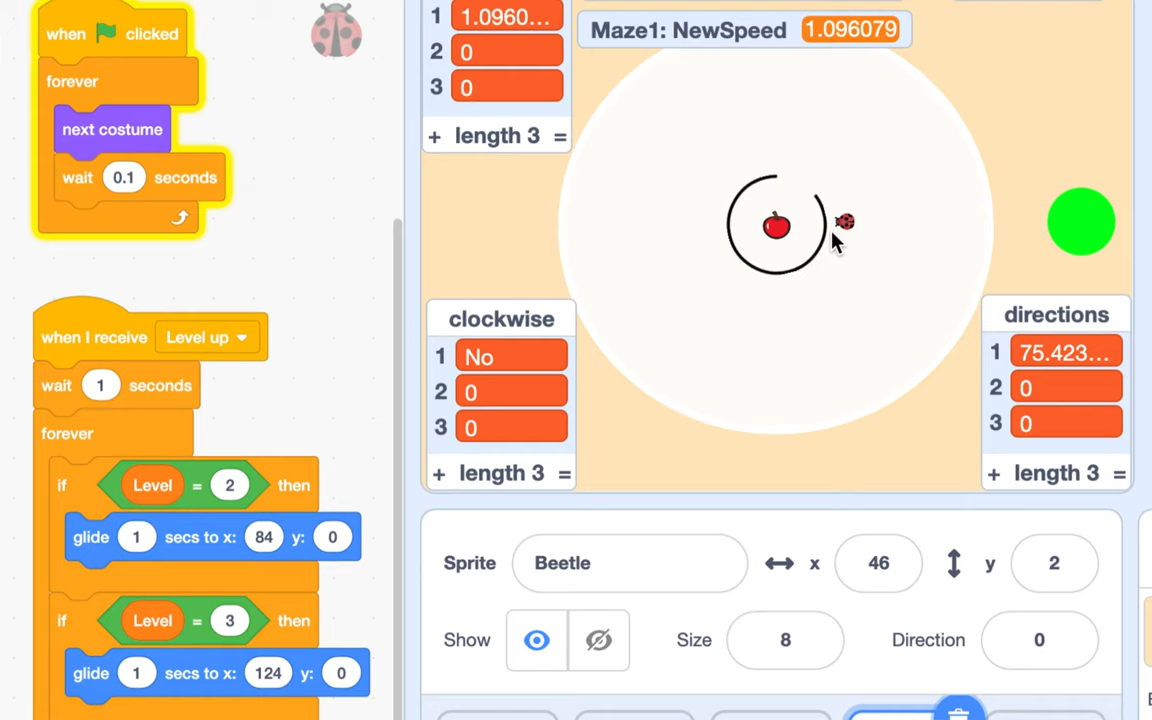 when clicked
forever
next costume
wait 0.1 seconds
when I receive Level up
wait 1 seconds
forever
if Level = 2 then
glide 1 secs to x: 84 y: 0
if Level = 3 then
glide 1 secs to x: 124 y: 0
1 1.0960...
2 0
3 0
+ length 3 =
Maze1: NewSpeed 1.096079
clockwise
1 No
2 0
3 0
+ length 3 =
directions
1 75.423...
2 0
3 0
+ length 3 =
Sprite Beetle x 46 y 2
Show Size 8 Direction 0